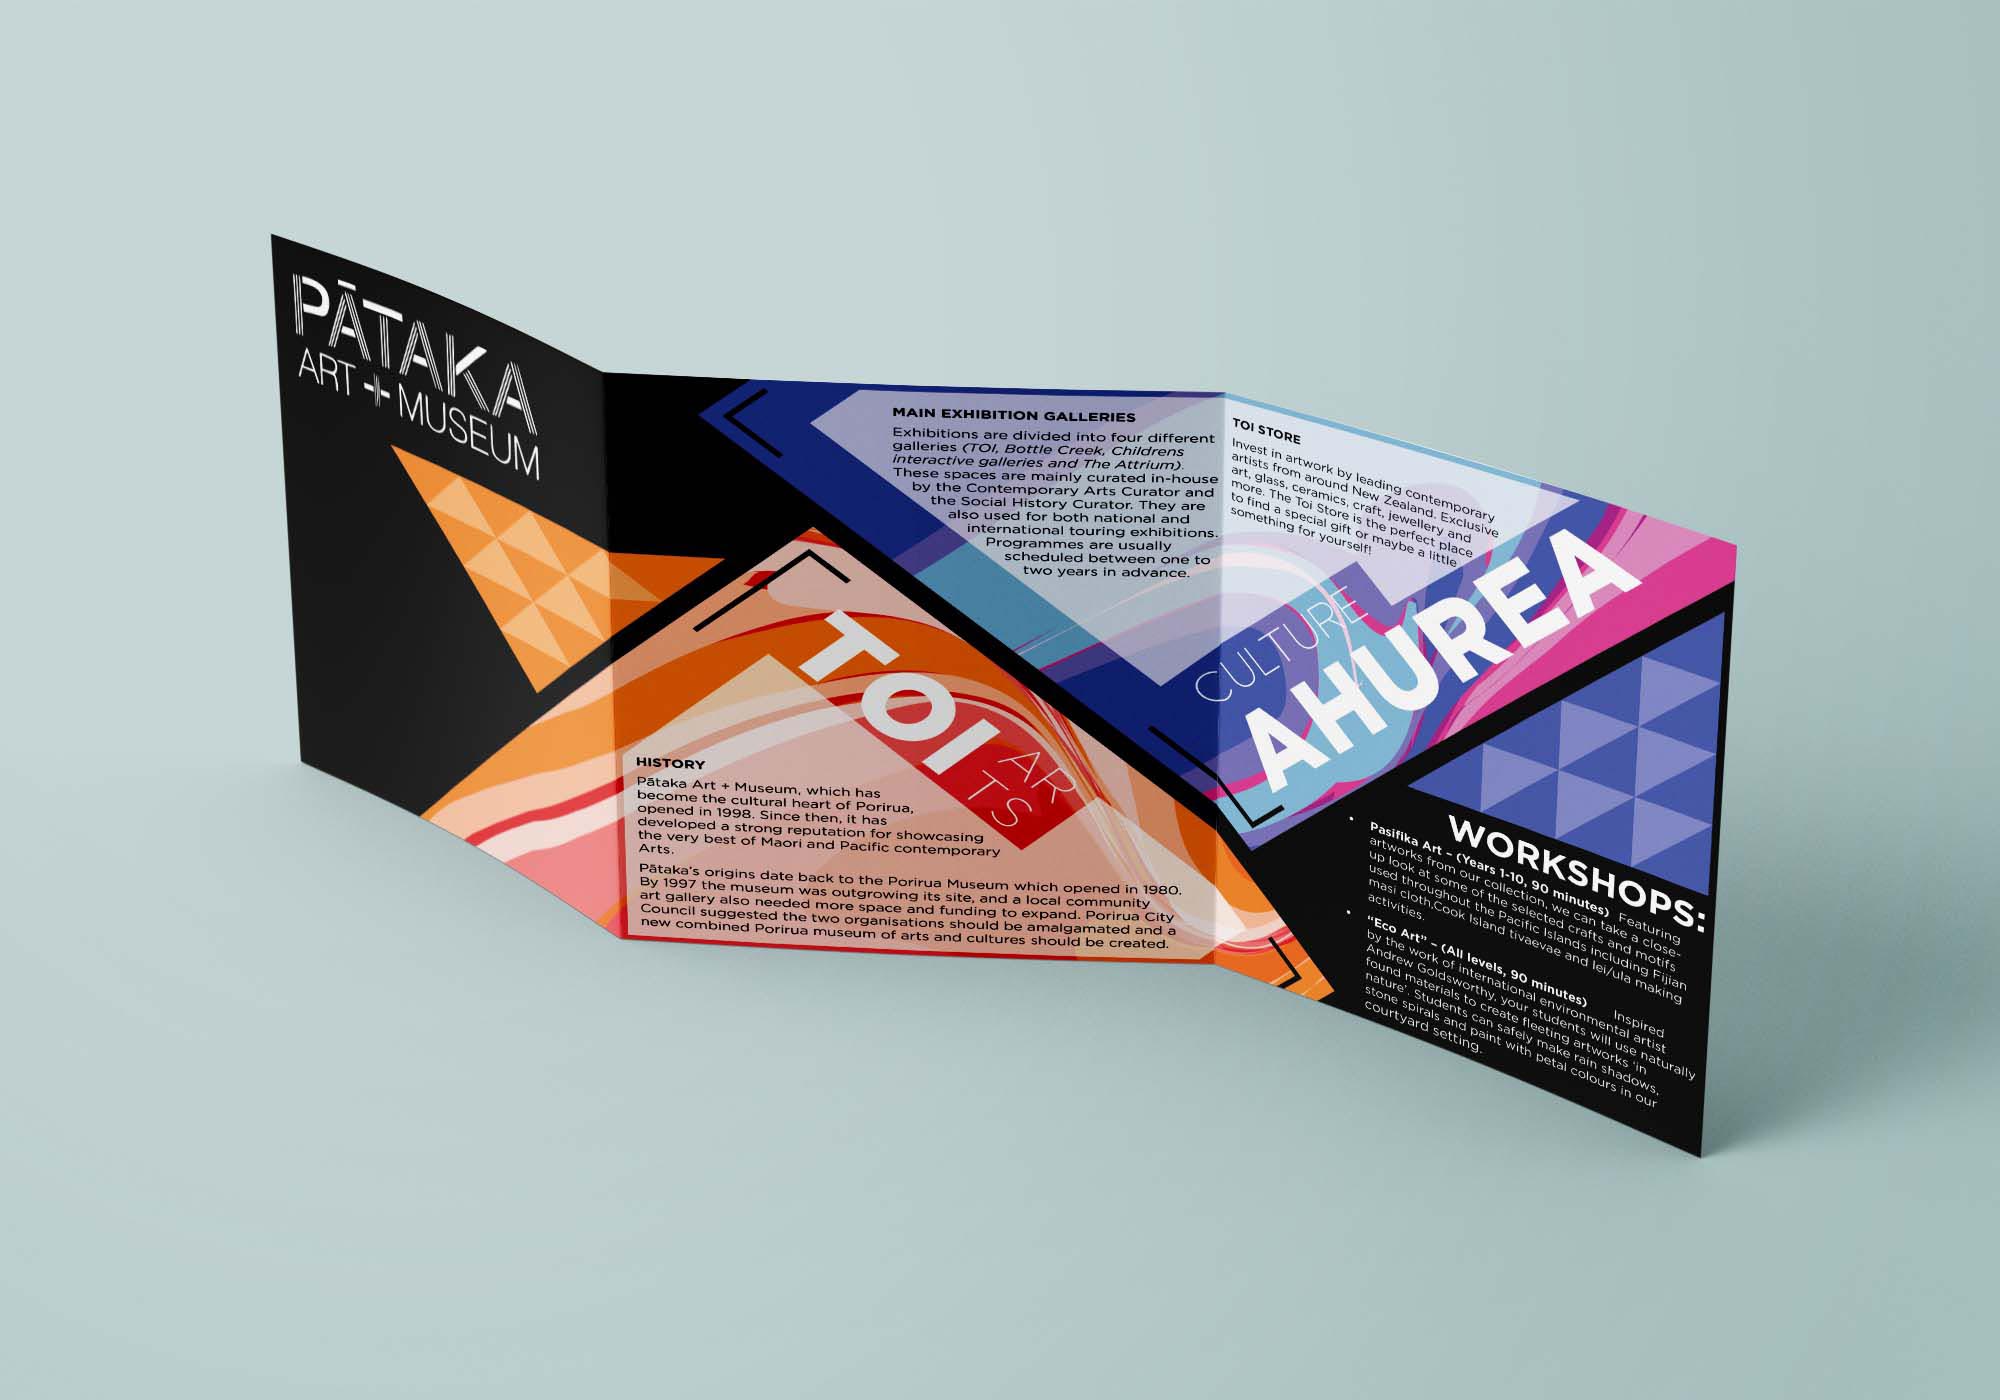 PĀTAKA
ART + MUSEUM
MAIN EXHIBITION GALLERIES
Exhibitions are divided into four different
galleries (TOI, Bottle Creek, Childrens
interactive galleries and The Attrium).
These spaces are mainly curated in-house
by the Contemporary Arts Curator and
the Social History Curator. They are
also used for both national and
international touring exhibitions.
Programmes are usually
scheduled between one to
two years in advance.
TOI STORE
Invest in artwork by leading contemporary
artists from around New Zealand. Exclusive
art, glass, ceramics, craft, jewellery and
more. The Toi Store is the perfect place
to find a special gift or maybe a little
something for yourself!
CULTURE
AHUREA
TOI
AR
TS
HISTORY
Pātaka Art + Museum, which has
become the cultural heart of Porirua,
opened in 1998. Since then, it has
developed a strong reputation for showcasing
the very best of Maori and Pacific contemporary
Arts.
Pātaka's origins date back to the Porirua Museum which opened in 1980.
By 1997 the museum was outgrowing its site, and a local community
art gallery also needed more space and funding to expand. Porirua City
Council suggested the two organisations should be amalgamated and a
new combined Porirua museum of arts and cultures should be created.
WORKSHOPS:
• Pasifika Art – (Years 1-10, 90 minutes) Featuring
artworks from our collection, we can take a close-
up look at some of the selected crafts and motifs
used throughout the Pacific Islands including Fijian
masi cloth,Cook Island tivaevae and lei/ula making
activities.
• "Eco Art" – (All levels, 90 minutes) Inspired
by the work of international environmental artist
Andrew Goldsworthy, your students will use naturally
found materials to create fleeting artworks 'in
nature'. Students can safely make rain shadows,
stone spirals and paint with petal colours in our
courtyard setting.